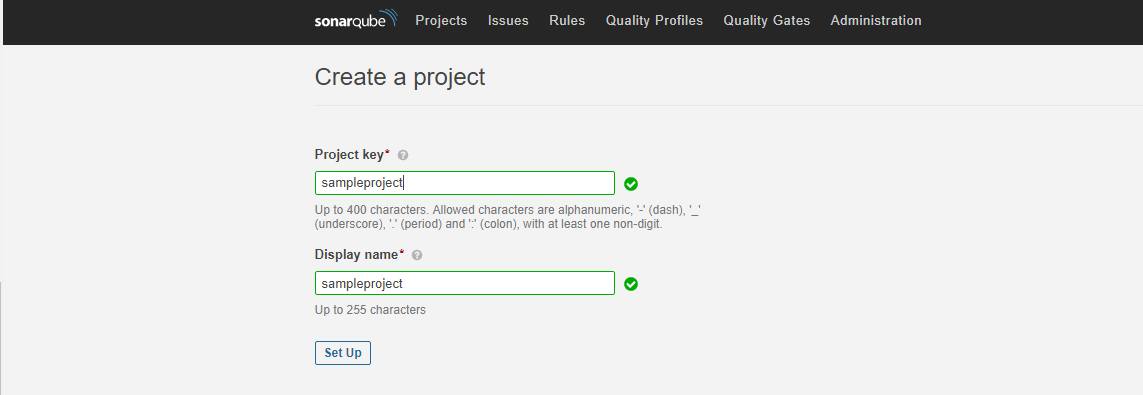 sonarqube Projects Issues Rules Quality Profiles Quality Gates Administration
Create a project
Project key* ?
sampleproject
Up to 400 characters. Allowed characters are alphanumeric, '-' (dash), '_'
(underscore), '.' (period) and ':' (colon), with at least one non-digit.
Display name* ?
sampleproject
Up to 255 characters
Set Up